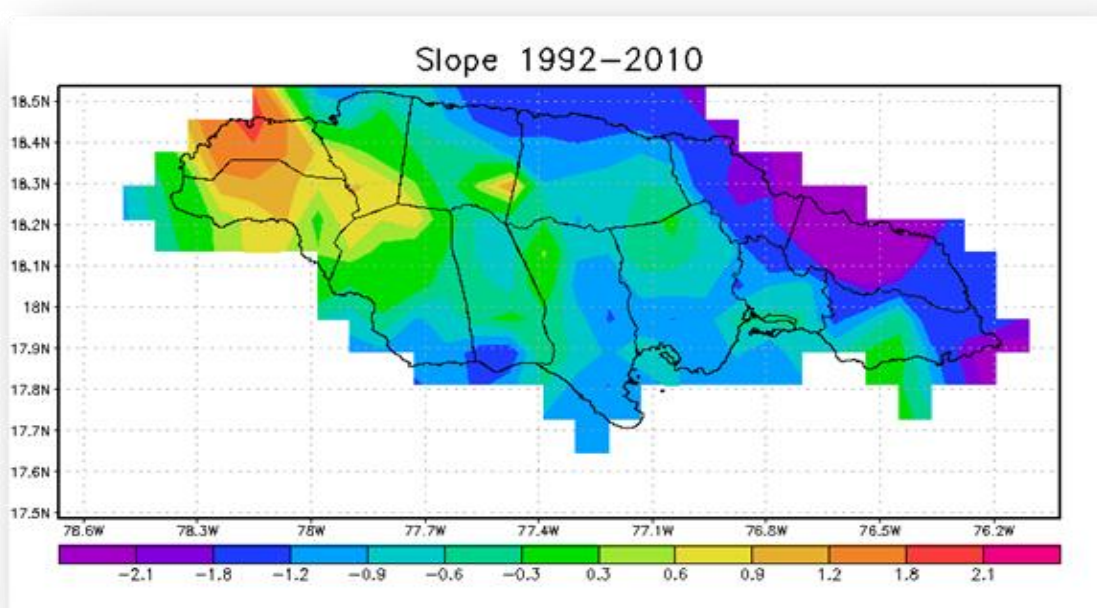 Slope 1992-2010
18.5N
18.4N
18.3N
18.2N
18.1N
18N
17.9N
17.8N
17.7N
17.6N
17.5N
78.6W 78.3W 78W 77.7W 77.4W 77.1W 76.8W 76.5W 76.2W
-2.1 -1.8 -1.2 -0.9 -0.6 -0.3 0.3 0.6 0.9 1.2 1.8 2.1